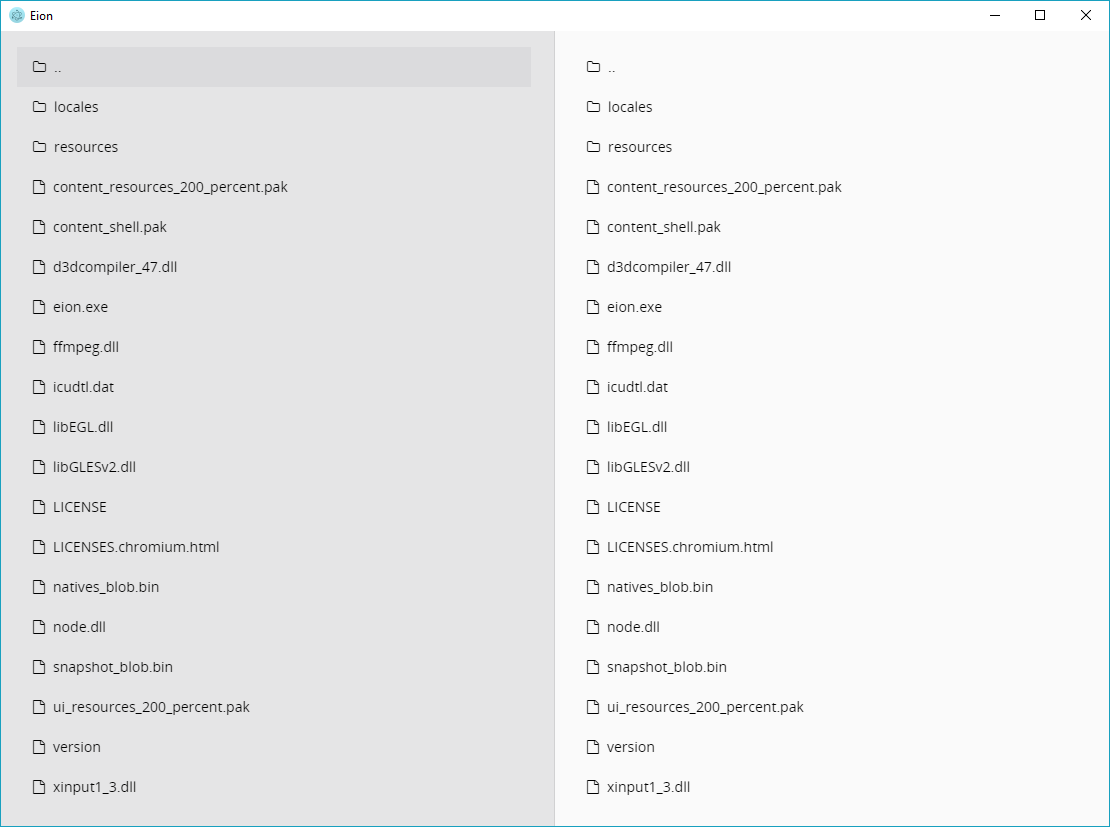 Eion
..
locales
resources
content_resources_200_percent.pak
content_shell.pak
d3dcompiler_47.dll
eion.exe
ffmpeg.dll
icudtl.dat
libEGL.dll
libGLESv2.dll
LICENSE
LICENSES.chromium.html
natives_blob.bin
node.dll
snapshot_blob.bin
ui_resources_200_percent.pak
version
xinput1_3.dll
..
locales
resources
content_resources_200_percent.pak
content_shell.pak
d3dcompiler_47.dll
eion.exe
ffmpeg.dll
icudtl.dat
libEGL.dll
libGLESv2.dll
LICENSE
LICENSES.chromium.html
natives_blob.bin
node.dll
snapshot_blob.bin
ui_resources_200_percent.pak
version
xinput1_3.dll